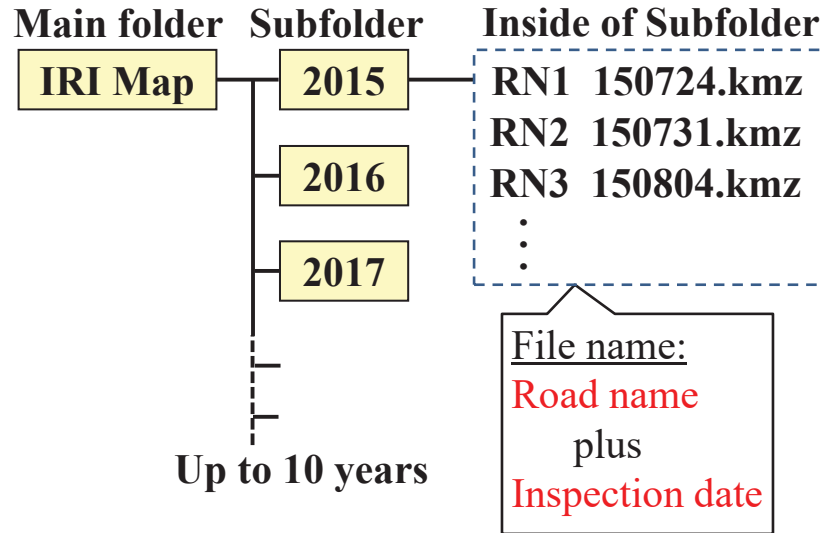 Main folder Subfolder Inside of Subfolder
IRI Map 2015 RN1 150724.kmz
RN2 150731.kmz
2016 RN3 150804.kmz
2017
File name:
Road name
plus
Up to 10 years
Inspection date